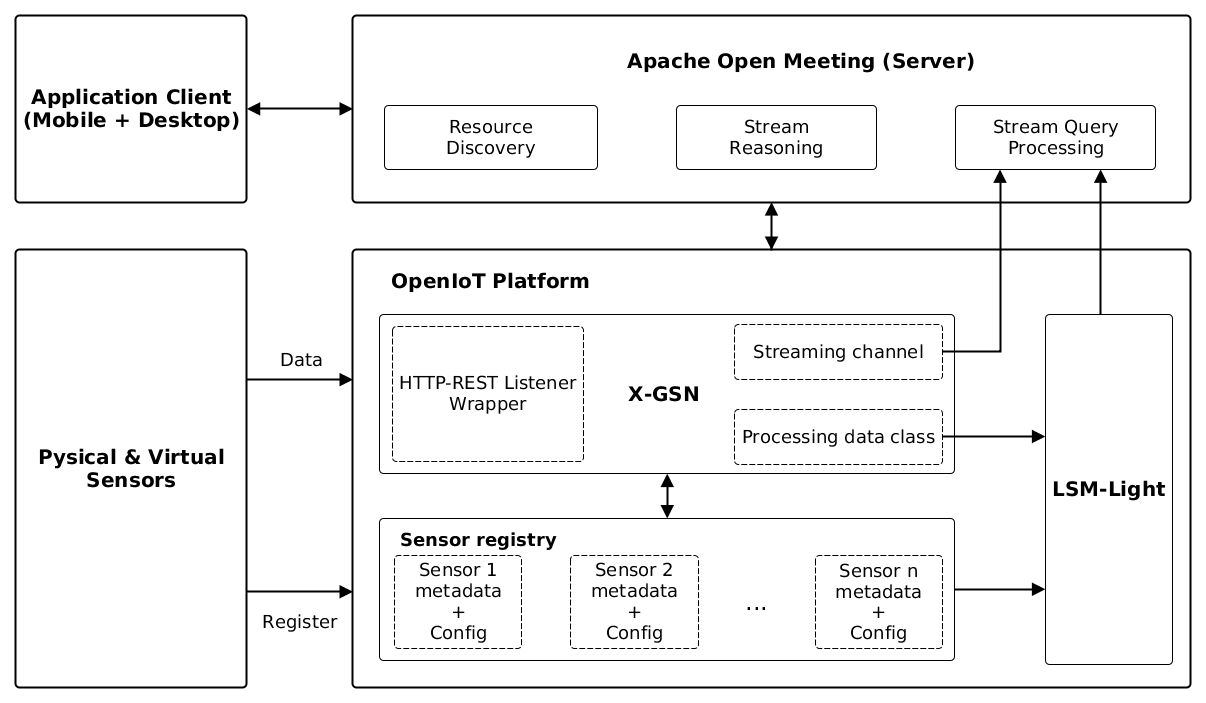 Application Client
(Mobile + Desktop)
Apache Open Meeting (Server)
Resource
Discovery
Stream
Reasoning
Stream Query
Processing
Pysical & Virtual
Sensors
Data
Register
OpenIoT Platform
HTTP-REST Listener
Wrapper
X-GSN
Streaming channel
Processing data class
LSM-Light
Sensor registry
Sensor 1
metadata
+
Config
Sensor 2
metadata
+
Config
...
Sensor n
metadata
+
Config